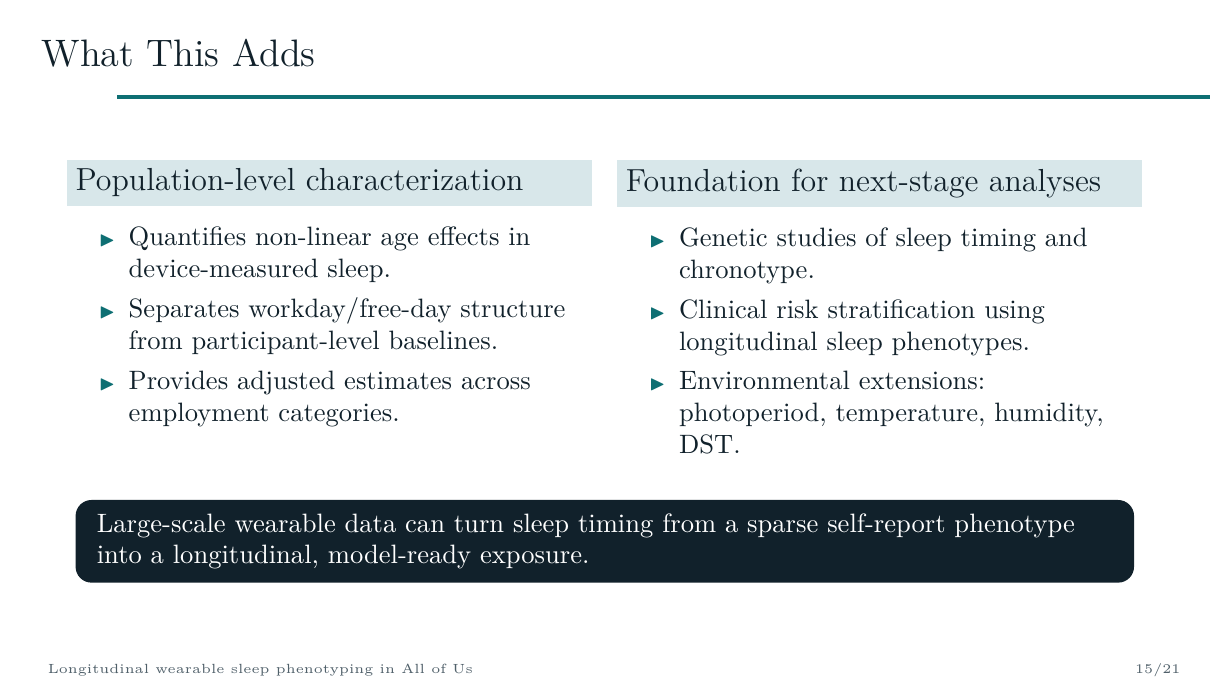 What This Adds
Population-level characterization
Quantifies non-linear age effects in
device-measured sleep.
Separates workday/free-day structure
from participant-level baselines.
Provides adjusted estimates across
employment categories.
Foundation for next-stage analyses
Genetic studies of sleep timing and
chronotype.
Clinical risk stratification using
longitudinal sleep phenotypes.
Environmental extensions:
photoperiod, temperature, humidity,
DST.
Large-scale wearable data can turn sleep timing from a sparse self-report phenotype
into a longitudinal, model-ready exposure.
Longitudinal wearable sleep phenotyping in All of Us
15/21